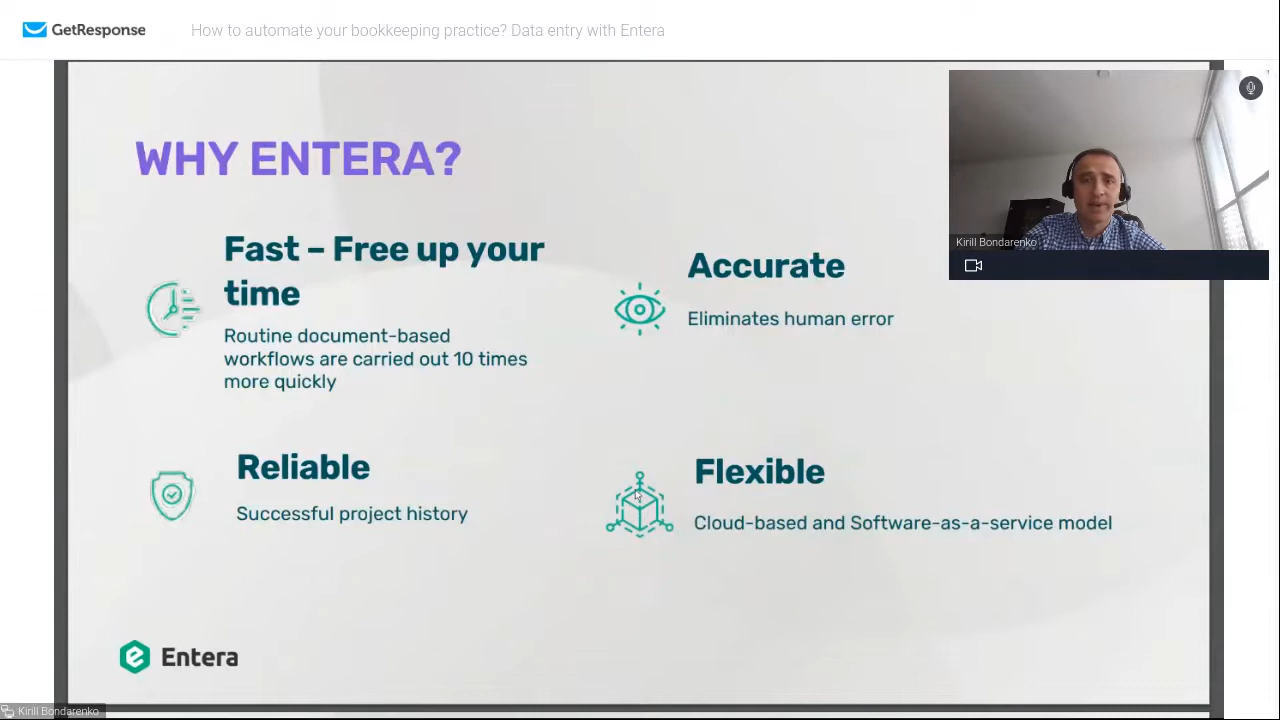 GetResponse
How to automate your bookkeeping practice? Data entry with Entera
WHY ENTERA?
Fast – Free up your
time
Routine document-based
workflows are carried out 10 times
more quickly
Accurate
Eliminates human error
Kirill Bondarenko
Reliable
Successful project history
Flexible
Cloud-based and Software-as-a-service model
Entera
Kirill Bondarenko